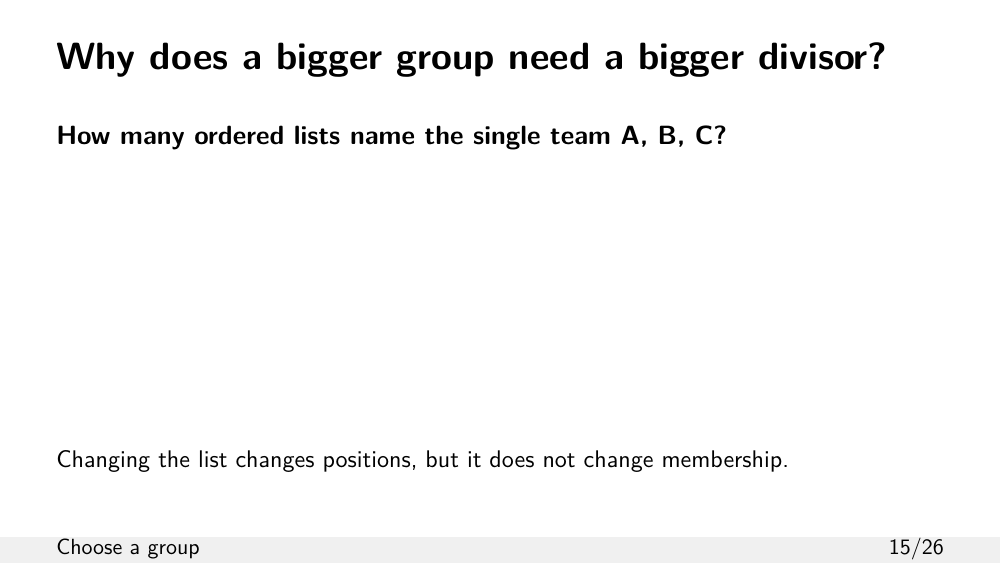 Why does a bigger group need a bigger divisor?
How many ordered lists name the single team A, B, C?
Changing the list changes positions, but it does not change membership.
Choose a group
15/26